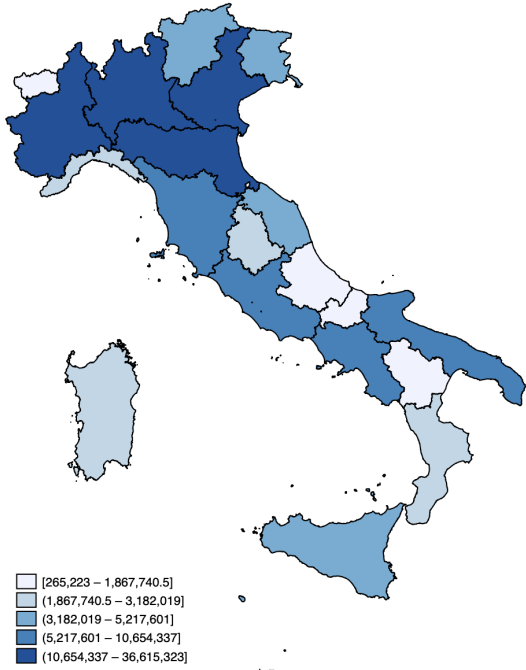 [265,223 – 1,867,740.5]
(1,867,740.5 – 3,182,019]
(3,182,019 – 5,217,601]
(5,217,601 – 10,654,337]
(10,654,337 – 36,615,323]